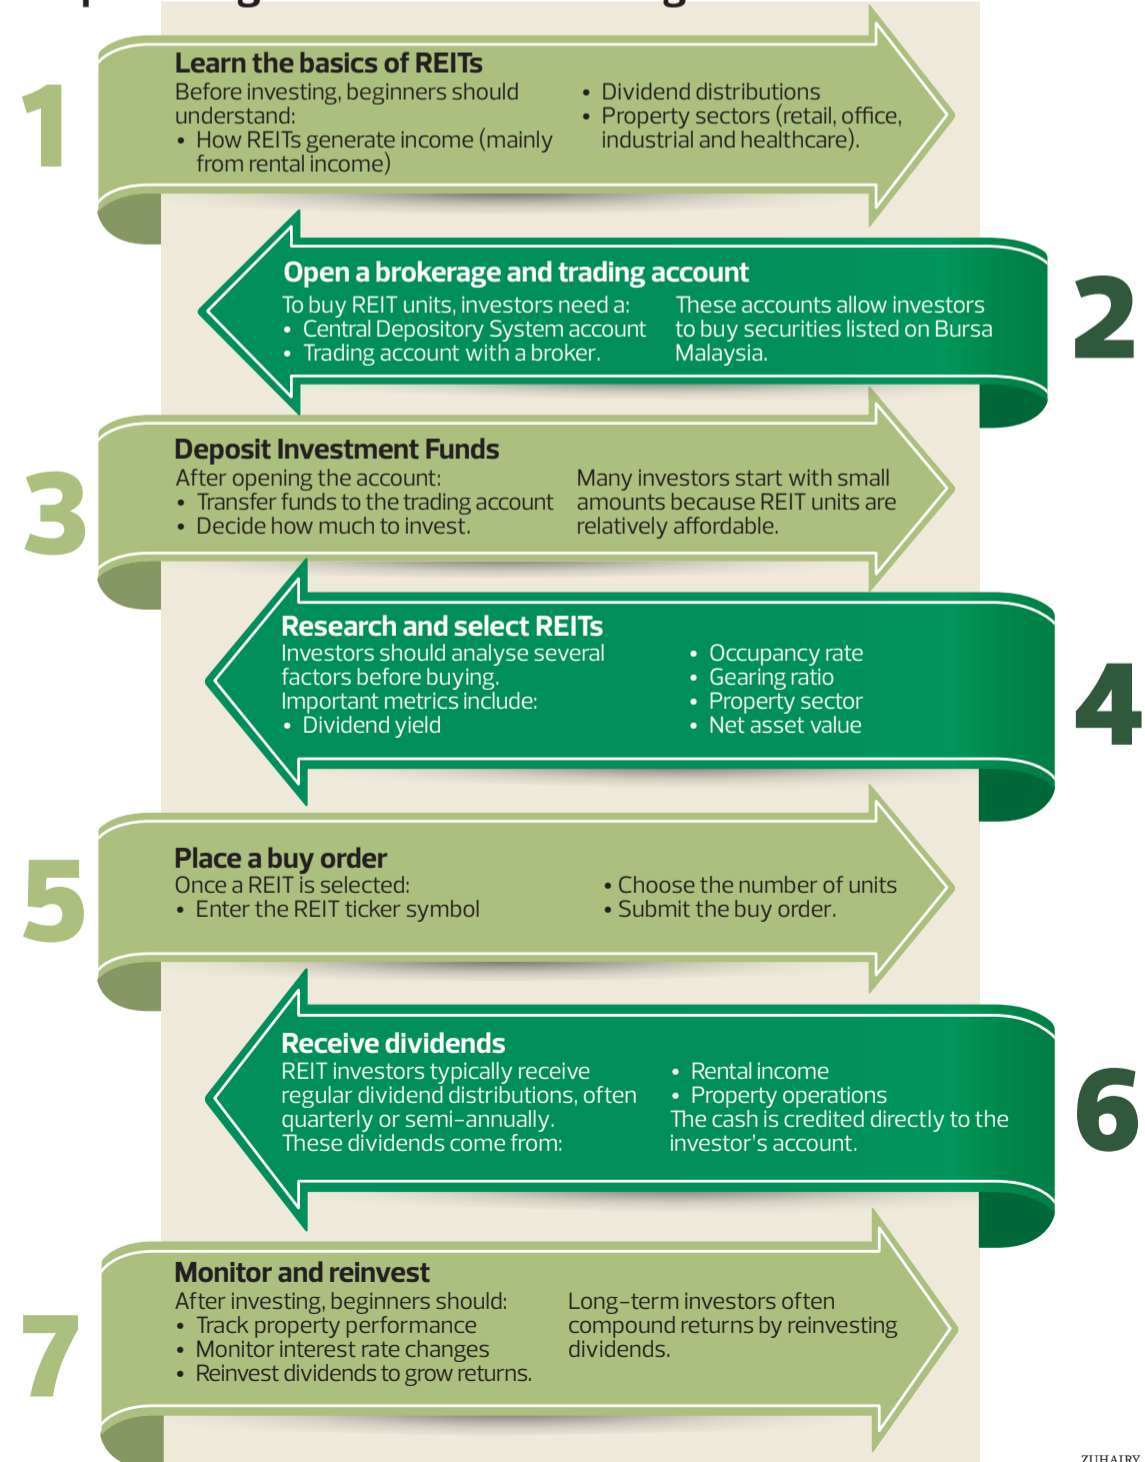 1
Learn the basics of REITs
Before investing, beginners should
understand:
• How REITs generate income (mainly
from rental income)
• Dividend distributions
• Property sectors (retail, office,
industrial and healthcare).
2
Open a brokerage and trading account
To buy REIT units, investors need a:
• Central Depository System account
• Trading account with a broker.
These accounts allow investors
to buy securities listed on Bursa
Malaysia.
3
Deposit Investment Funds
After opening the account:
• Transfer funds to the trading account
• Decide how much to invest.
Many investors start with small
amounts because REIT units are
relatively affordable.
4
Research and select REITs
Investors should analyse several
factors before buying.
Important metrics include:
• Dividend yield
• Occupancy rate
• Gearing ratio
• Property sector
• Net asset value
5
Place a buy order
Once a REIT is selected:
• Enter the REIT ticker symbol
• Choose the number of units
• Submit the buy order.
6
Receive dividends
REIT investors typically receive
regular dividend distributions, often
quarterly or semi-annually.
These dividends come from:
• Rental income
• Property operations
The cash is credited directly to the
investor's account.
7
Monitor and reinvest
After investing, beginners should:
• Track property performance
• Monitor interest rate changes
• Reinvest dividends to grow returns.
Long-term investors often
compound returns by reinvesting
dividends.
ZUHAIRY